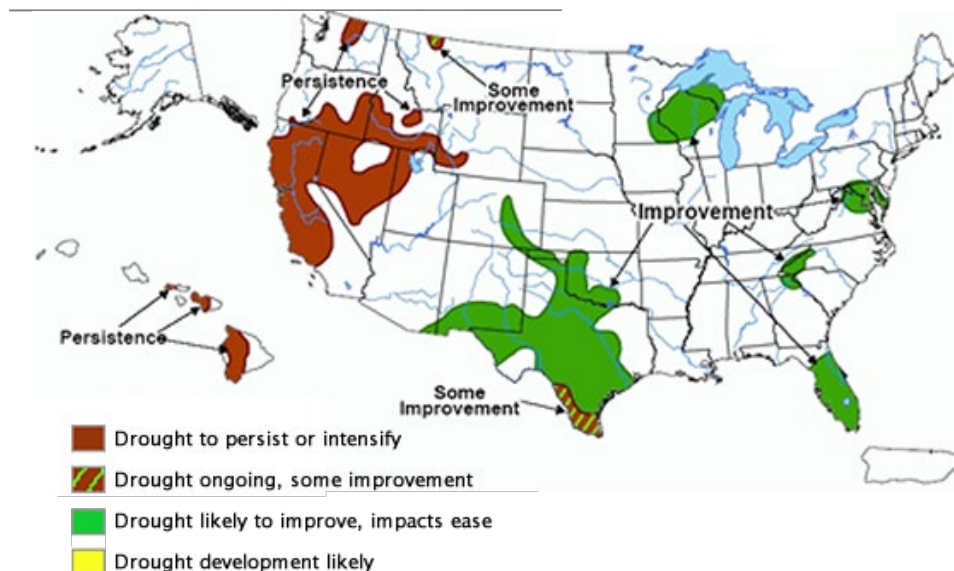 Persistence
Some
Improvement
Improvement
Persistence
Some
Improvement
Drought to persist or intensify
Drought ongoing, some improvement
Drought likely to improve, impacts ease
Drought development likely